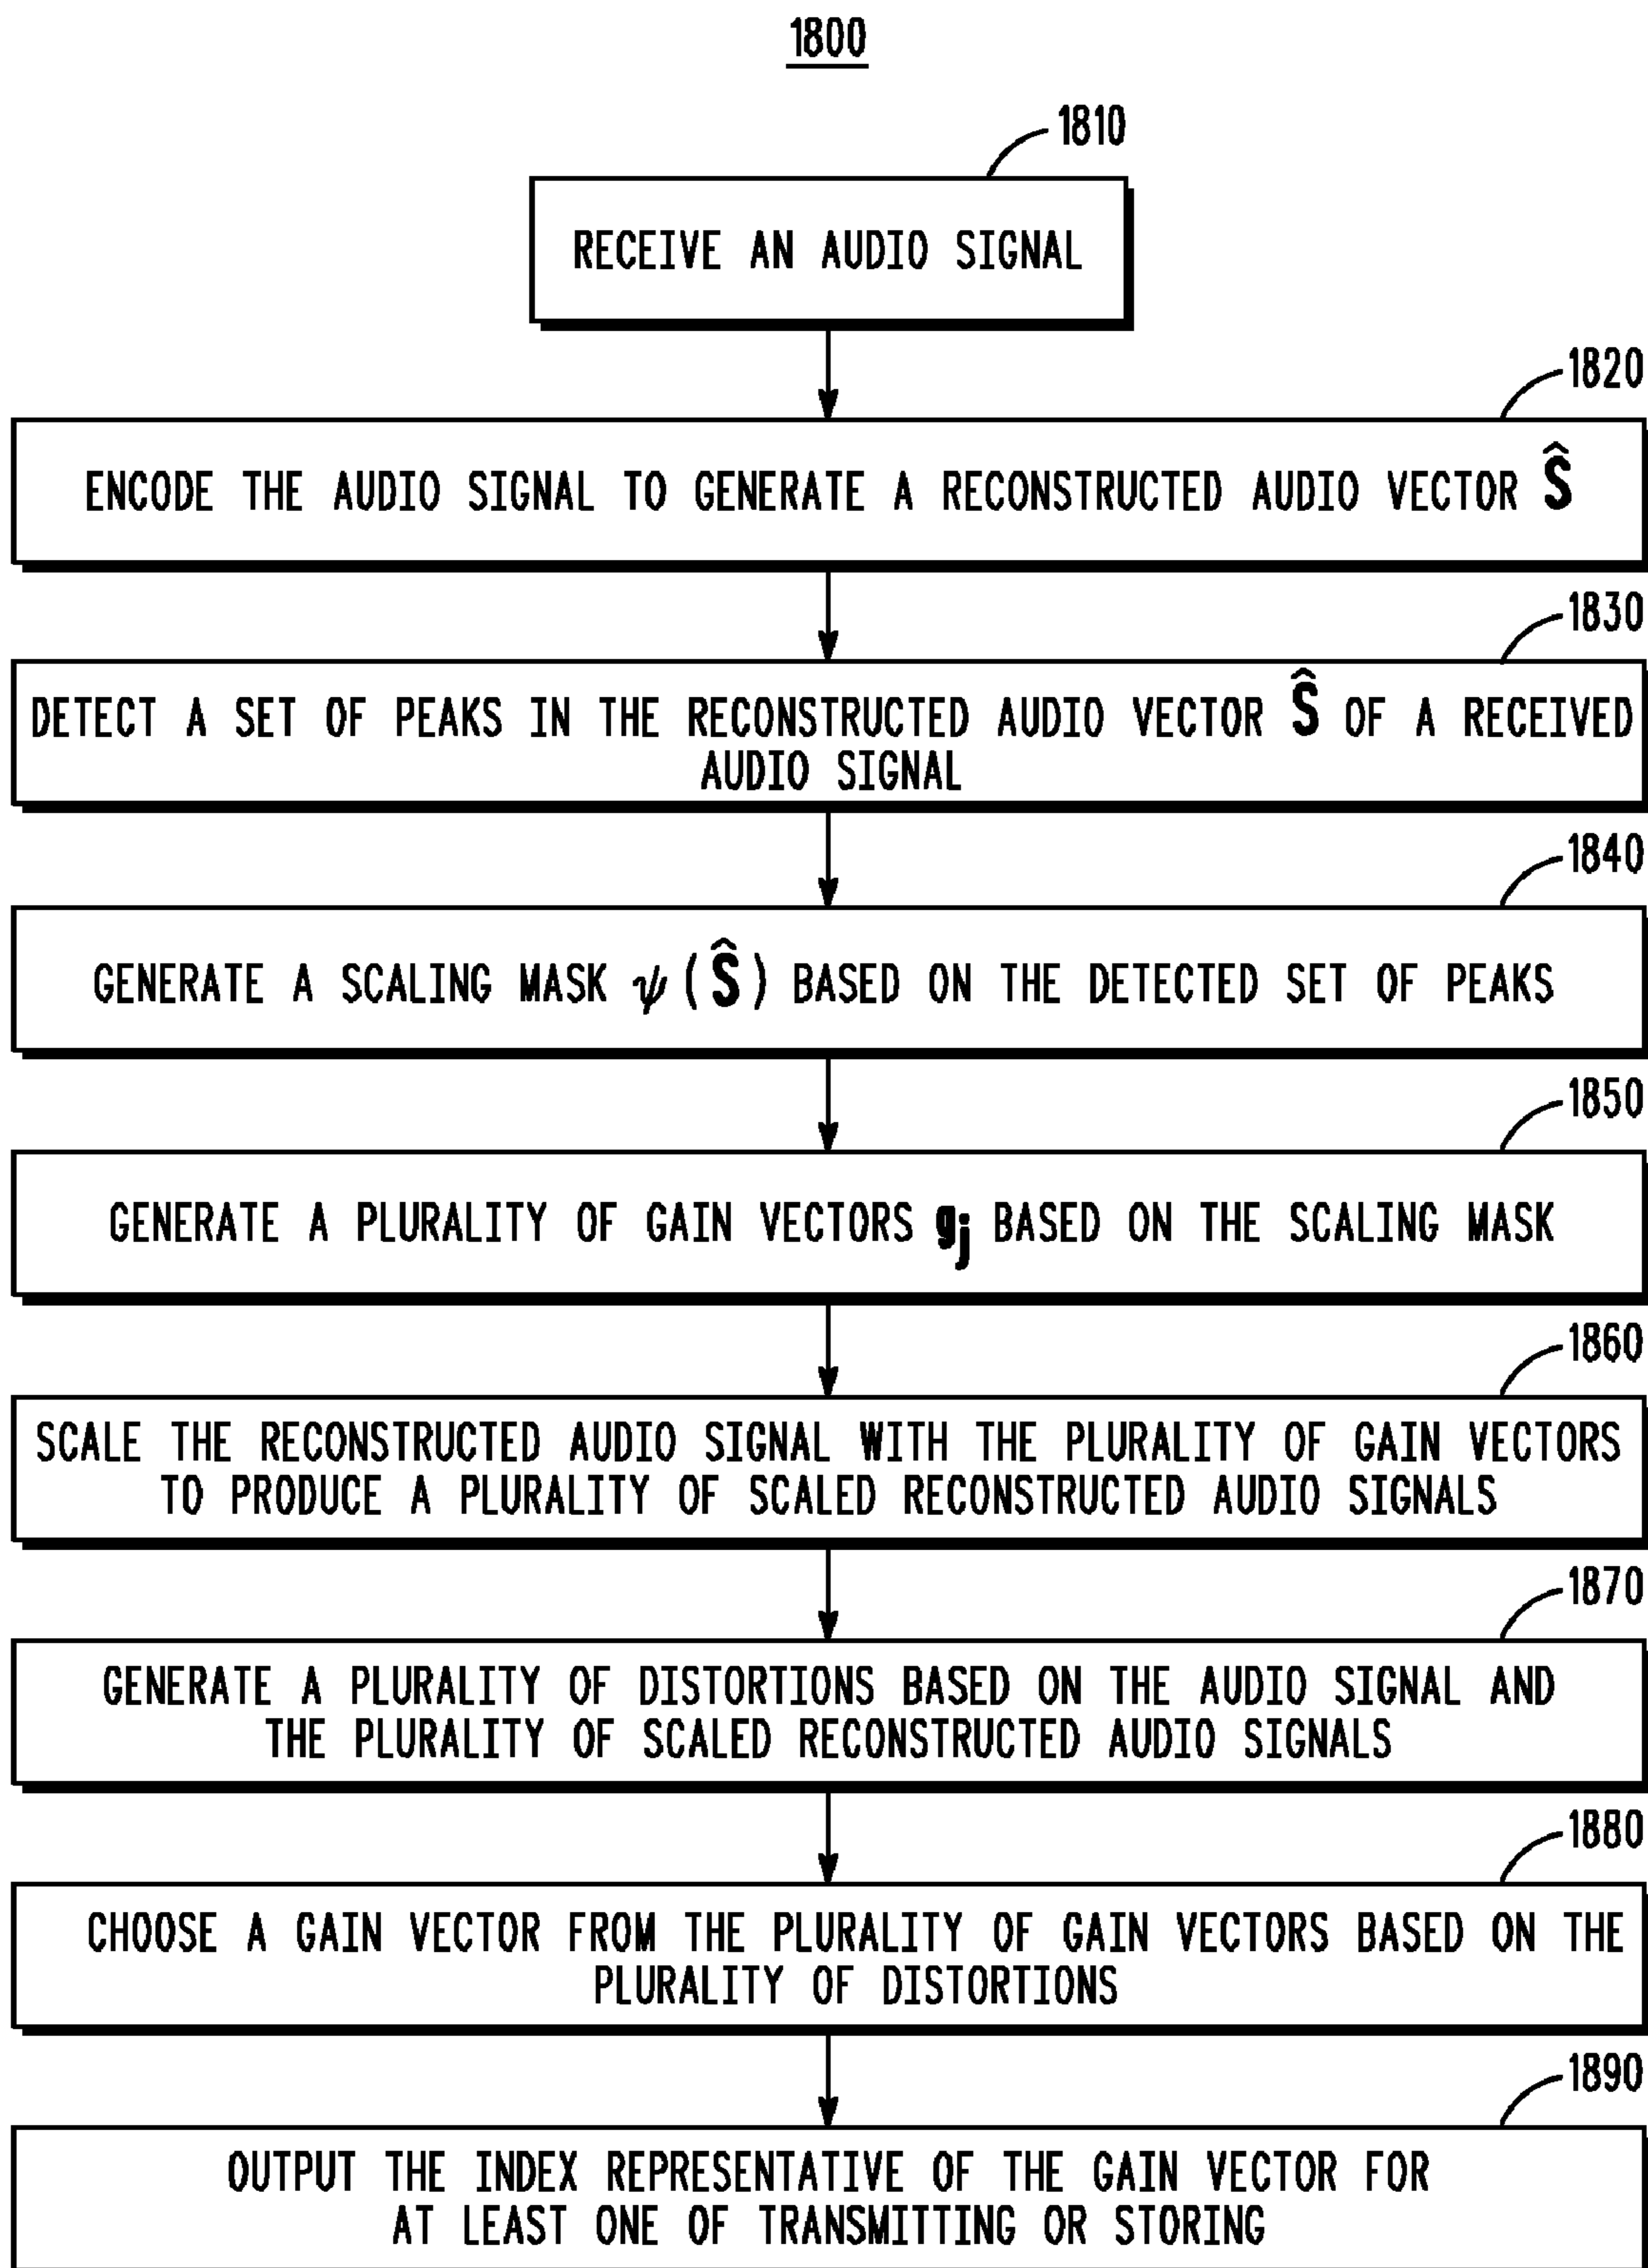 1800
1810
RECEIVE AN AUDIO SIGNAL
1820
ENCODE THE AUDIO SIGNAL TO GENERATE A RECONSTRUCTED AUDIO VECTOR Ŝ
1830
DETECT A SET OF PEAKS IN THE RECONSTRUCTED AUDIO VECTOR Ŝ OF A RECEIVED
AUDIO SIGNAL
1840
GENERATE A SCALING MASK ψ (Ŝ) BASED ON THE DETECTED SET OF PEAKS
1850
GENERATE A PLURALITY OF GAIN VECTORS gj BASED ON THE SCALING MASK
1860
SCALE THE RECONSTRUCTED AUDIO SIGNAL WITH THE PLURALITY OF GAIN VECTORS
TO PRODUCE A PLURALITY OF SCALED RECONSTRUCTED AUDIO SIGNALS
1870
GENERATE A PLURALITY OF DISTORTIONS BASED ON THE AUDIO SIGNAL AND
THE PLURALITY OF SCALED RECONSTRUCTED AUDIO SIGNALS
1880
CHOOSE A GAIN VECTOR FROM THE PLURALITY OF GAIN VECTORS BASED ON THE
PLURALITY OF DISTORTIONS
1890
OUTPUT THE INDEX REPRESENTATIVE OF THE GAIN VECTOR FOR
AT LEAST ONE OF TRANSMITTING OR STORING